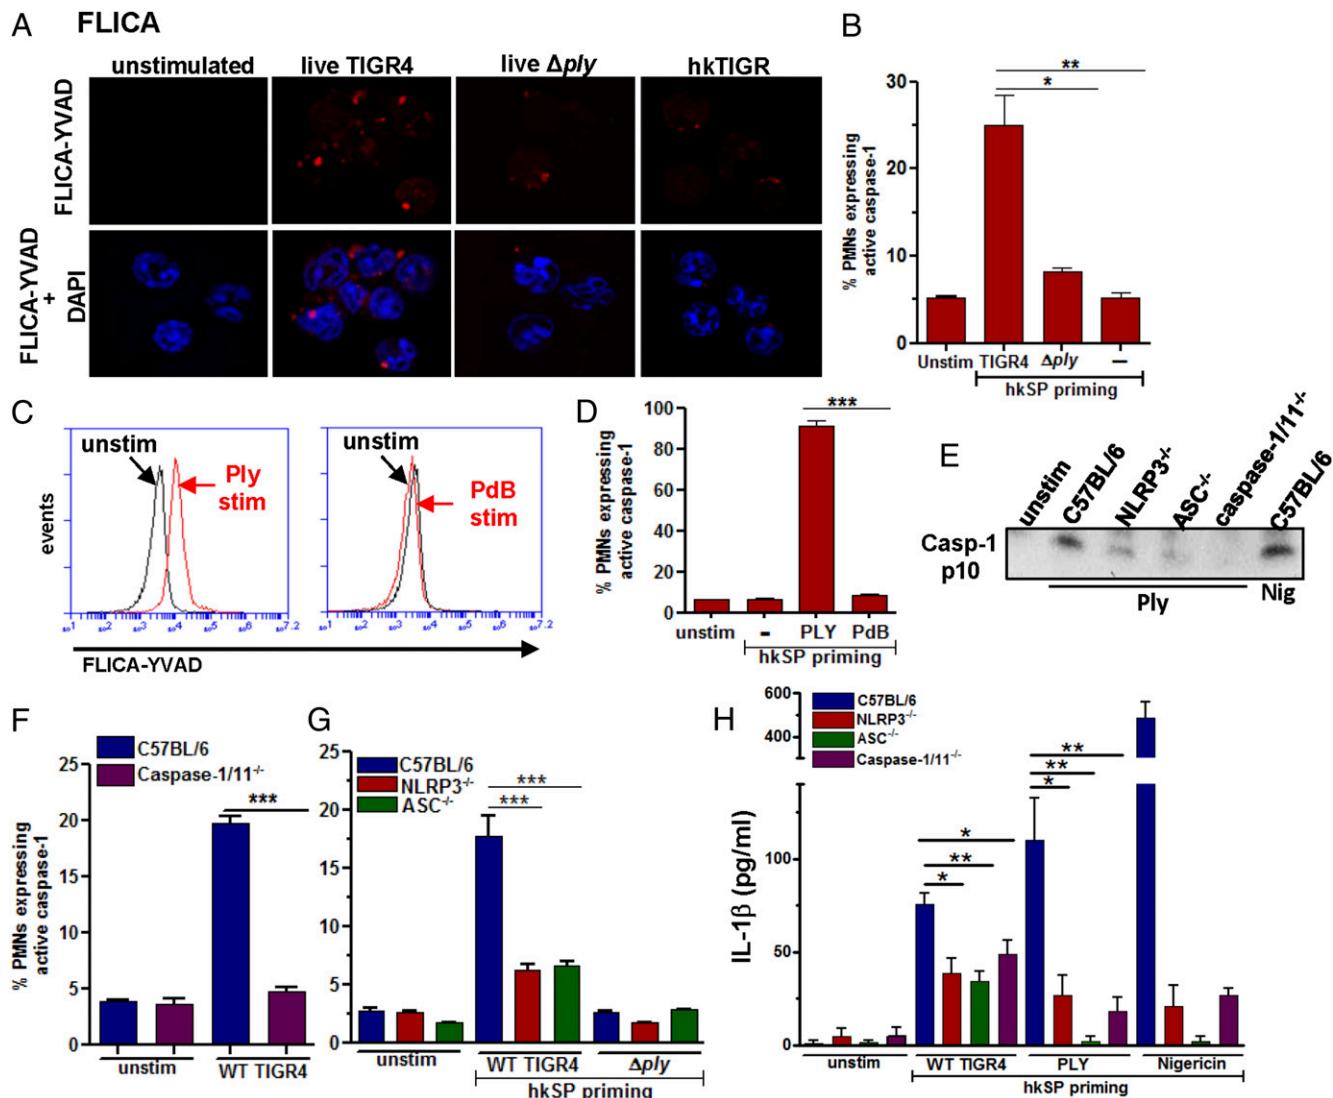 A FLICA
unstimulated live TIGR4 live Δply hkTIGR
FLICA-YVAD
FLICA-YVAD
+
DAPI
B
% PMNs expressing
active caspase-1
30
20
10
0
**
*
Unstim TIGR4 Δply –
hkSP priming
C
unstim
Ply
stim
unstim
PdB
stim
events
FLICA-YVAD
D
% PMNs expressing
active caspase-1
100
80
60
40
20
0
***
unstim - PLY PdB
hkSP priming
E
unstim
C57BL/6
NLRP3-/-
ASC-/-
caspase-1/11-/-
C57BL/6
Casp-1
p10
Ply Nig
F
C57BL/6
Caspase-1/11-/-
% PMNs expressing
active caspase-1
25
20
15
10
5
0
***
unstim WT TIGR4
G
C57BL/6
NLRP3-/-
ASC-/-
25
20
15
10
5
0
***
***
unstim WT TIGR4 Δply
hkSP priming
H
C57BL/6
NLRP3-/-
ASC-/-
Caspase-1/11-/-
IL-1β (pg/ml)
600
400
100
50
0
*
**
*
**
**
*
unstim WT TIGR4 PLY Nigericin
hkSP priming